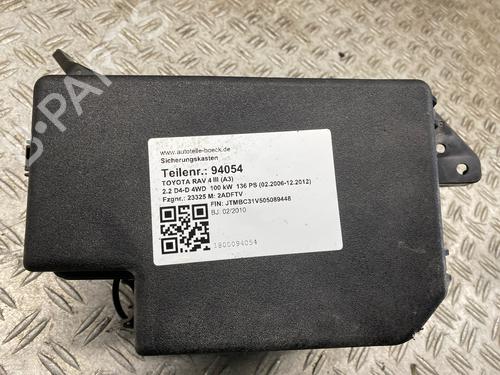 B-PARTS
www.autoteile-boeck.de
Sicherungskasten
Teilenr.: 94054
TOYOTA RAV 4 III (A3)
2.2 D4-D 4WD 100 kW 136 PS (02.2006-12.2012)
Fzgnr.: 23325 M: 2ADFTV
FIN: JTMBC31V505089448
BJ: 02/2010
1800094054